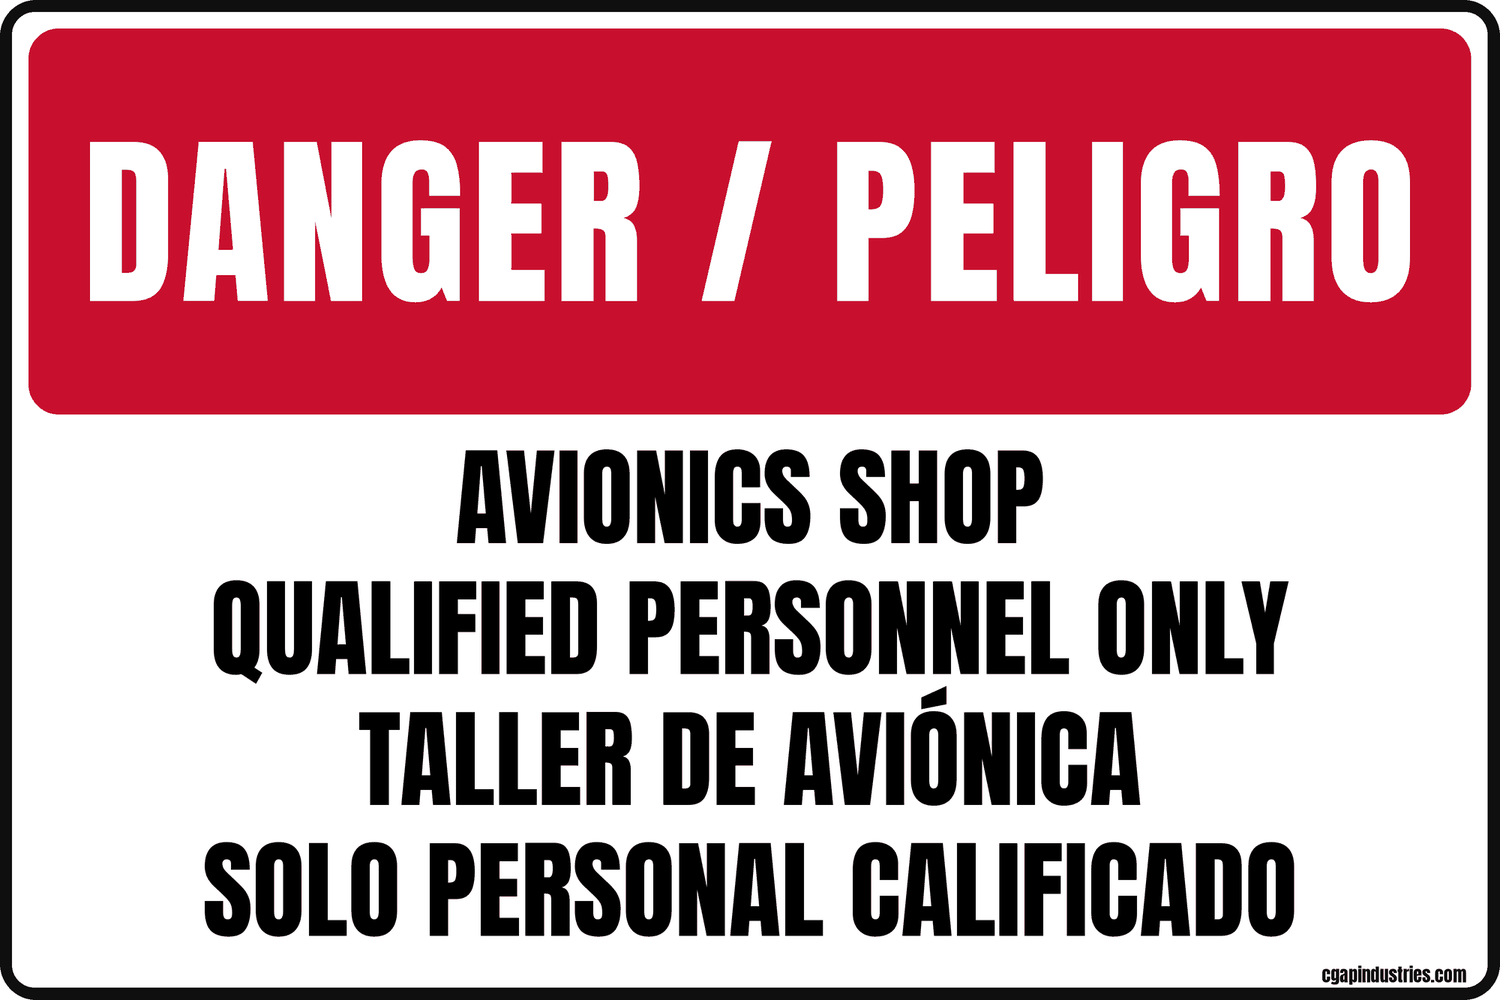 DANGER / PELIGRO
AVIONICS SHOP
QUALIFIED PERSONNEL ONLY
TALLER DE AVIÓNICA
SOLO PERSONAL CALIFICADO
cgapindustries.com